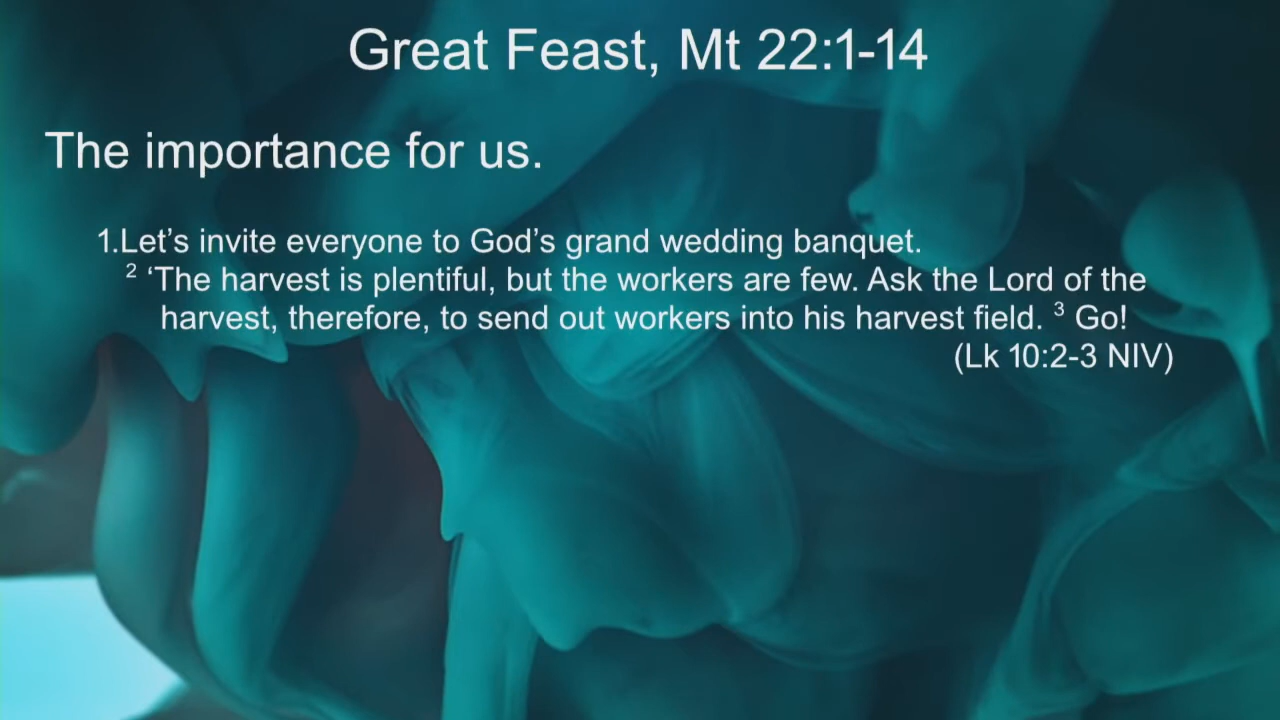 Great Feast, Mt 22:1-14
The importance for us.
1.Let’s invite everyone to God’s grand wedding banquet.
² ‘The harvest is plentiful, but the workers are few. Ask the Lord of the
harvest, therefore, to send out workers into his harvest field. ³ Go!
(Lk 10:2-3 NIV)